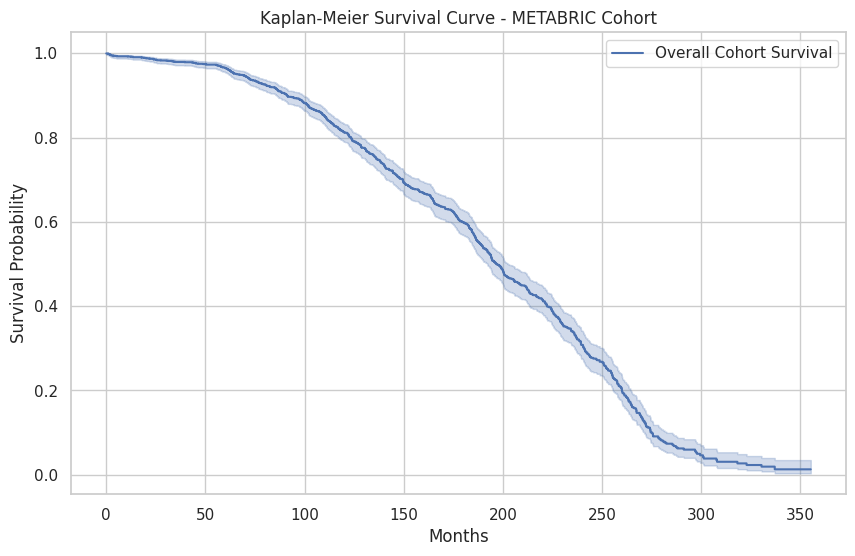 Kaplan-Meier Survival Curve - METABRIC Cohort
Overall Cohort Survival
Survival Probability
1.0
0.8
0.6
0.4
0.2
0.0
0 50 100 150 200 250 300 350
Months